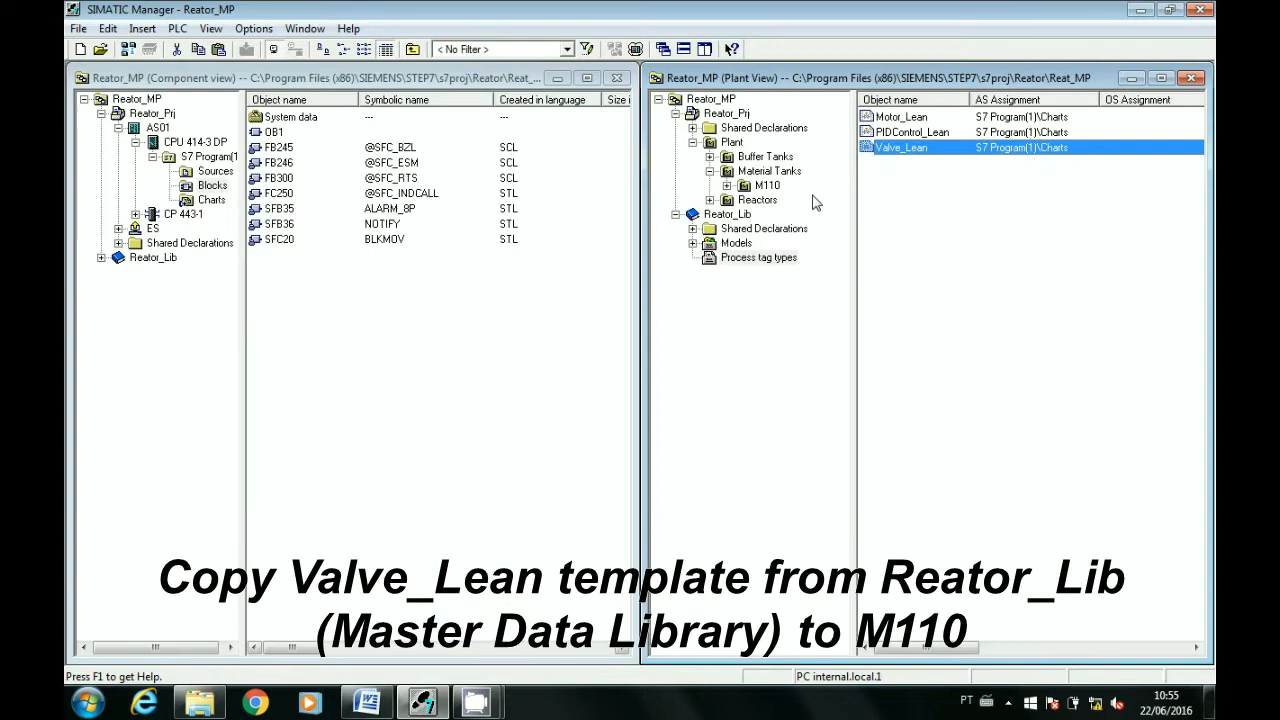 SIMATIC Manager - Reator_MP
File Edit Insert PLC View Options Window Help
< No Filter >
Reator_MP (Component view) -- C:\Program Files (x86)\SIEMENS\STEP7\s7proj\Reator\Reat_...
Reator_MP
Reator_Prj
AS01
CPU 414-3 DP
S7 Program(1
Sources
Blocks
Charts
CP 443-1
ES
Shared Declarations
Reator_Lib
Object name Symbolic name Created in language Size i
System data ---  ---
OB1
FB245 @SFC_BZL SCL
FB246 @SFC_ESM SCL
FB300 @SFC_RTS SCL
FC250 @SFC_INDCALL STL
SFB35 ALARM_8P STL
SFB36 NOTIFY STL
SFC20 BLKMOV STL
Reator_MP (Plant View) -- C:\Program Files (x86)\SIEMENS\STEP7\s7proj\Reator\Reat_MP
Reator_MP
Reator_Prj
Shared Declarations
Plant
Buffer Tanks
Material Tanks
M110
Reactors
Reator_Lib
Shared Declarations
Models
Process tag types
Object name AS Assignment OS Assignment
Motor_Lean S7 Program(1)\Charts
PIDControl_Lean S7 Program(1)\Charts
Valve_Lean S7 Program(1)\Charts
Copy Valve_Lean template from Reator_Lib
(Master Data Library) to M110
Press F1 to get Help. PC internal.local.1
PT 10:55
22/06/2016